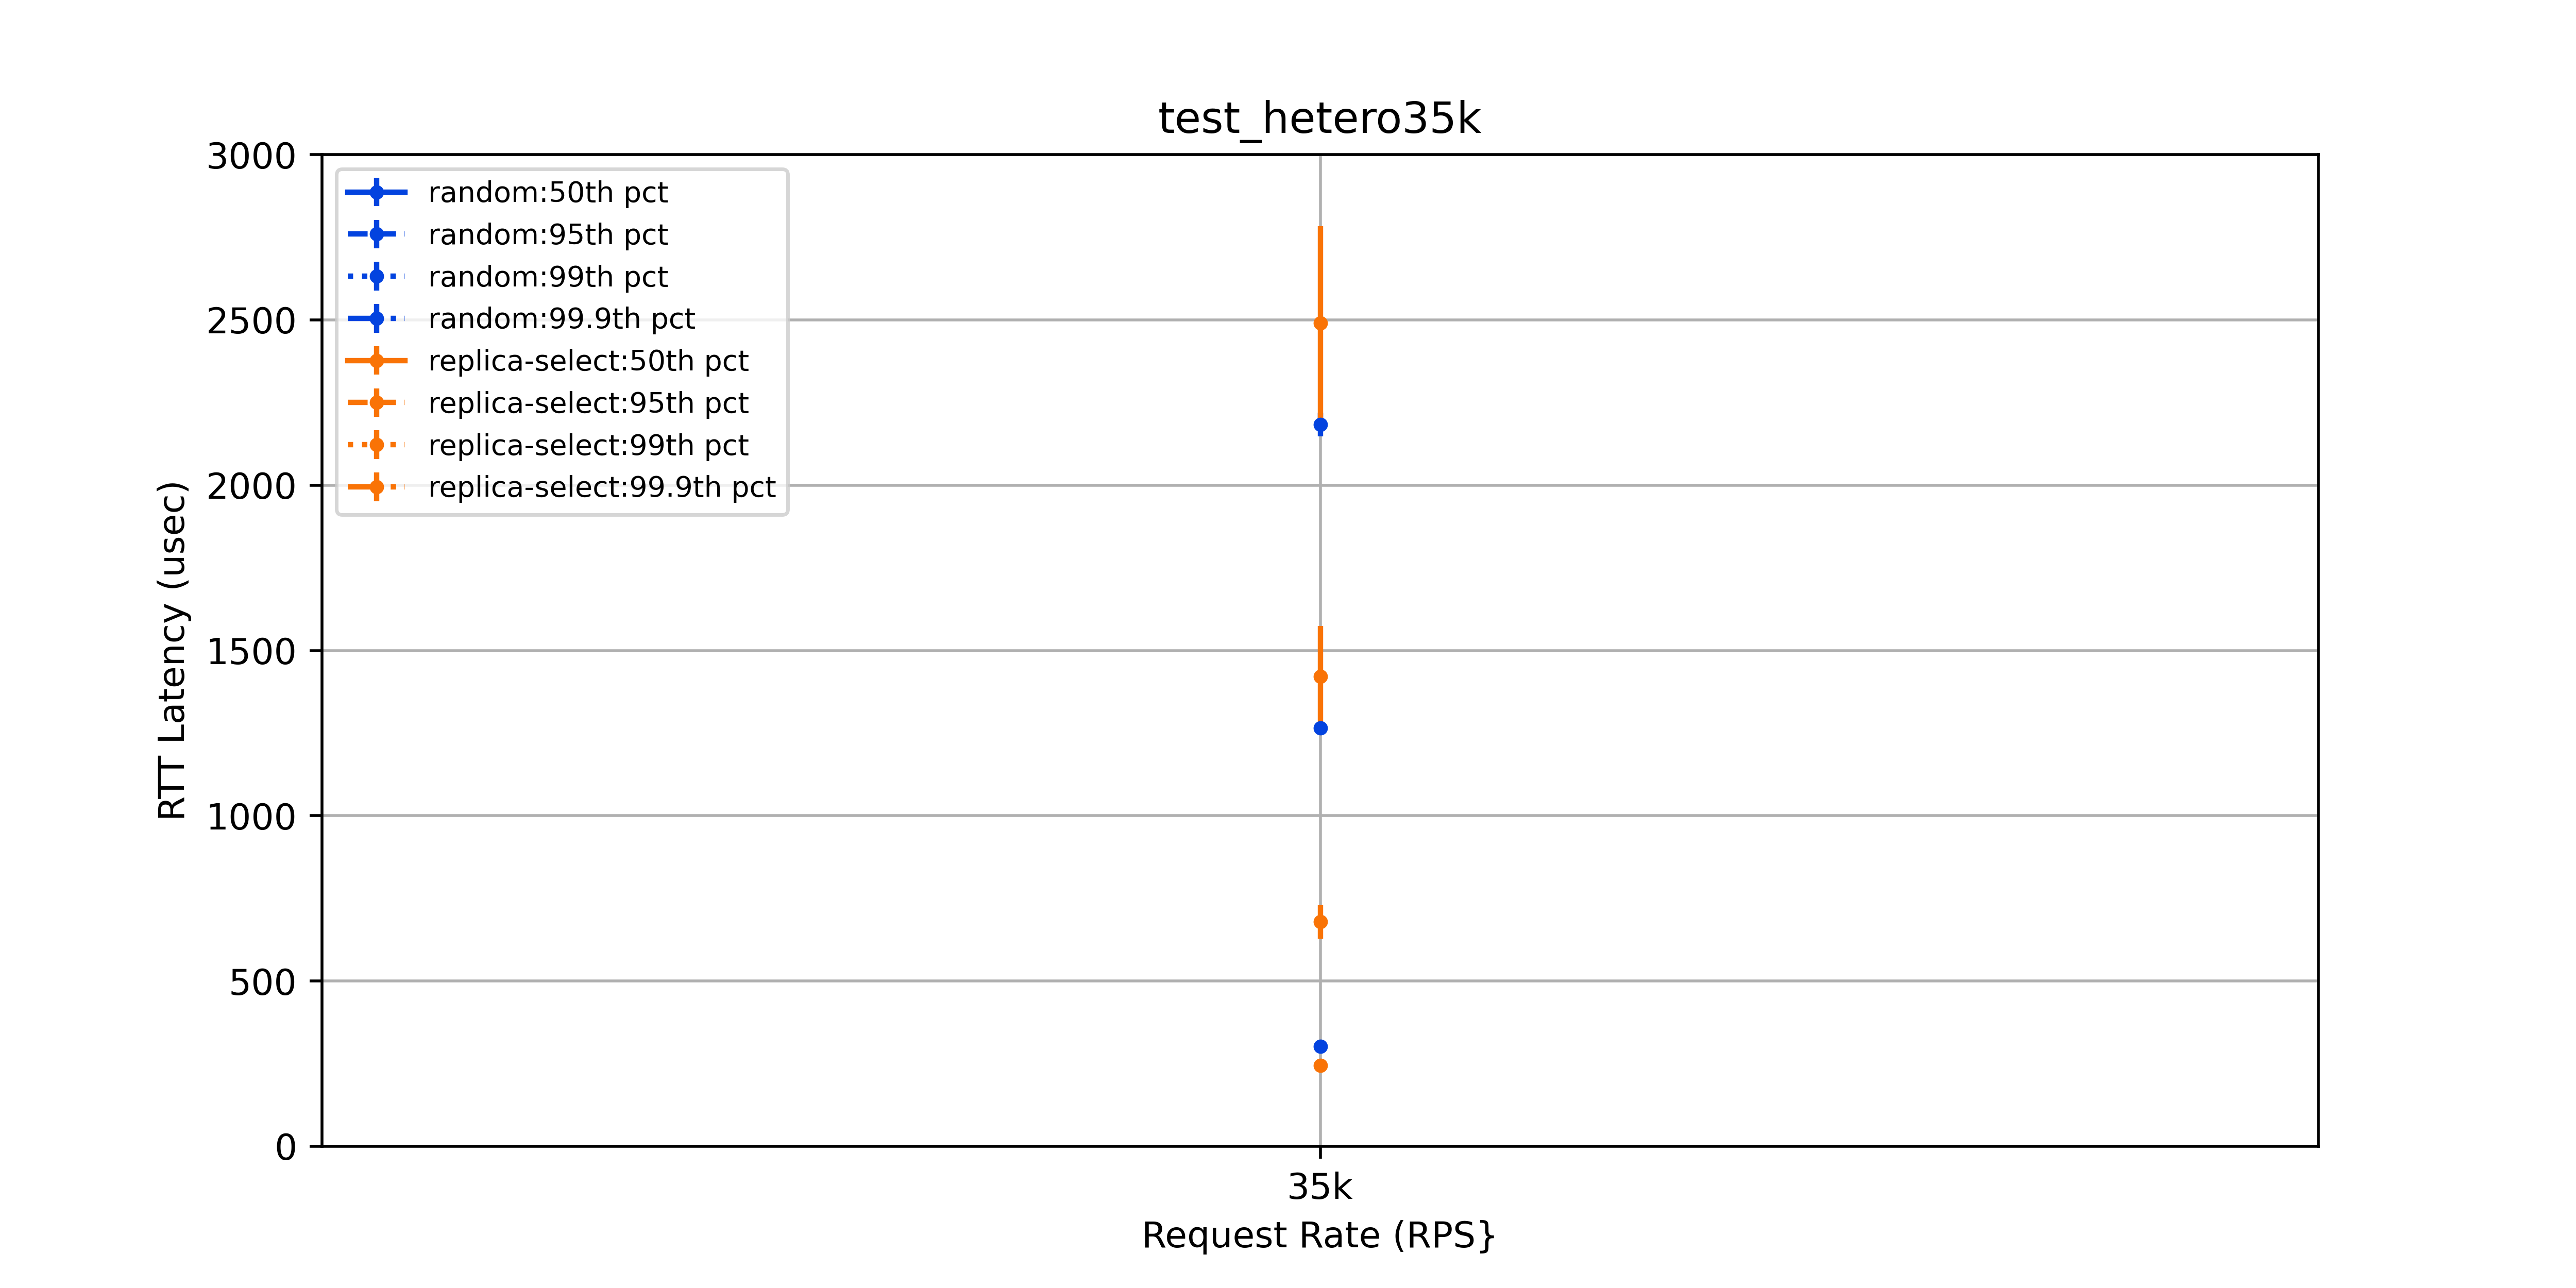 test_hetero35k
3000
2500
2000
1500
1000
500
0
RTT Latency (usec)
random:50th pct
random:95th pct
random:99th pct
random:99.9th pct
replica-select:50th pct
replica-select:95th pct
replica-select:99th pct
replica-select:99.9th pct
35k
Request Rate (RPS}